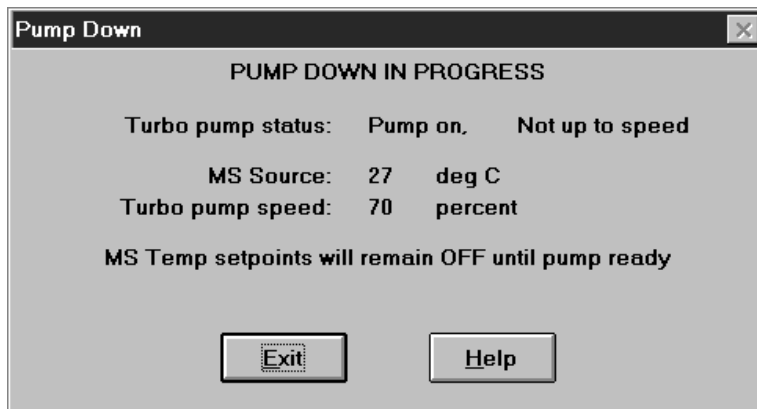 Pump Down
PUMP DOWN IN PROGRESS
Turbo pump status: Pump on, Not up to speed
MS Source: 27 deg C
Turbo pump speed: 70 percent
MS Temp setpoints will remain OFF until pump ready
Exit Help